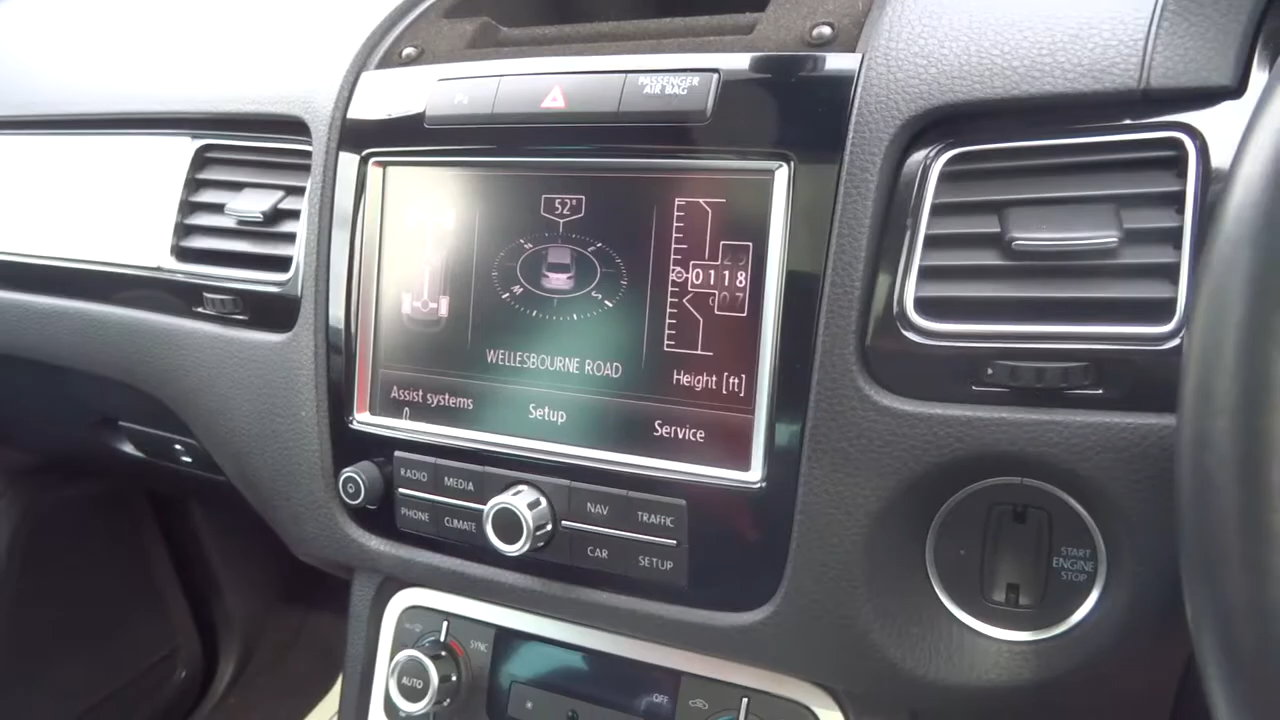 PASSENGER
AIR BAG
52°
N
E
W
S
0118
07
WELLESBOURNE ROAD
Height [ft]
Assist systems
Setup
Service
RADIO
MEDIA
NAV
TRAFFIC
PHONE
CLIMATE
CAR
SETUP
START
ENGINE
STOP
SYNC
AUTO
OFF